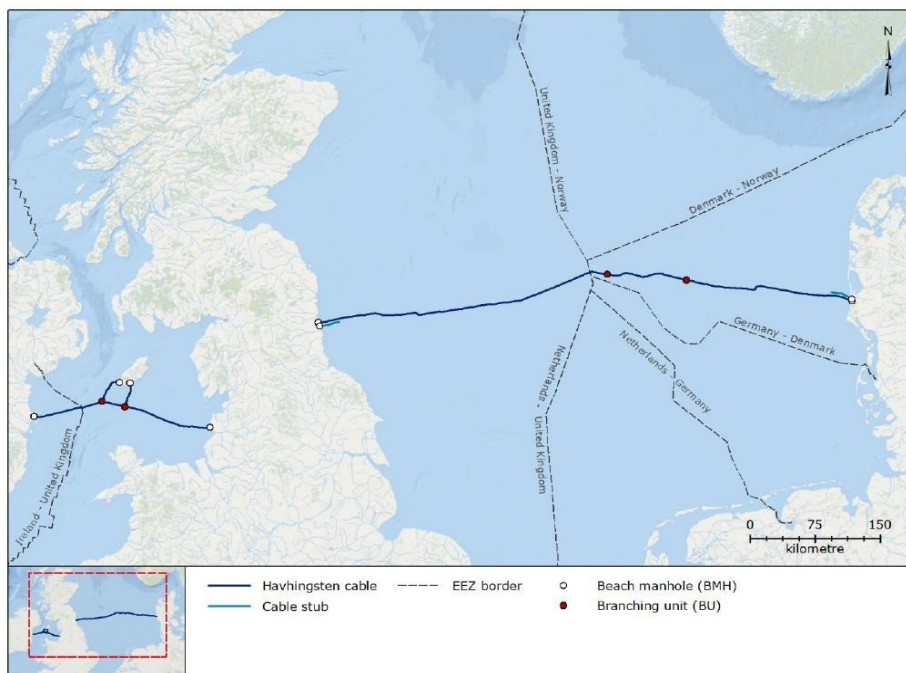 N
United Kingdom - Norway
Denmark - Norway
Germany - Denmark
Netherlands - Germany
Netherlands - United Kingdom
Ireland - United Kingdom
0 75 150
kilometre
Havhingsten cable
EEZ border
Beach manhole (BMH)
Cable stub
Branching unit (BU)